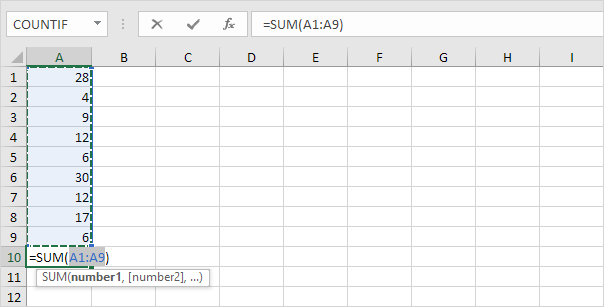 COUNTIF fx =SUM(A1:A9)
A B C D E F G H I
1 28
2 4
3 9
4 12
5 6
6 30
7 12
8 17
9 6
10 =SUM(A1:A9)
11 SUM(number1, [number2], ...)
12